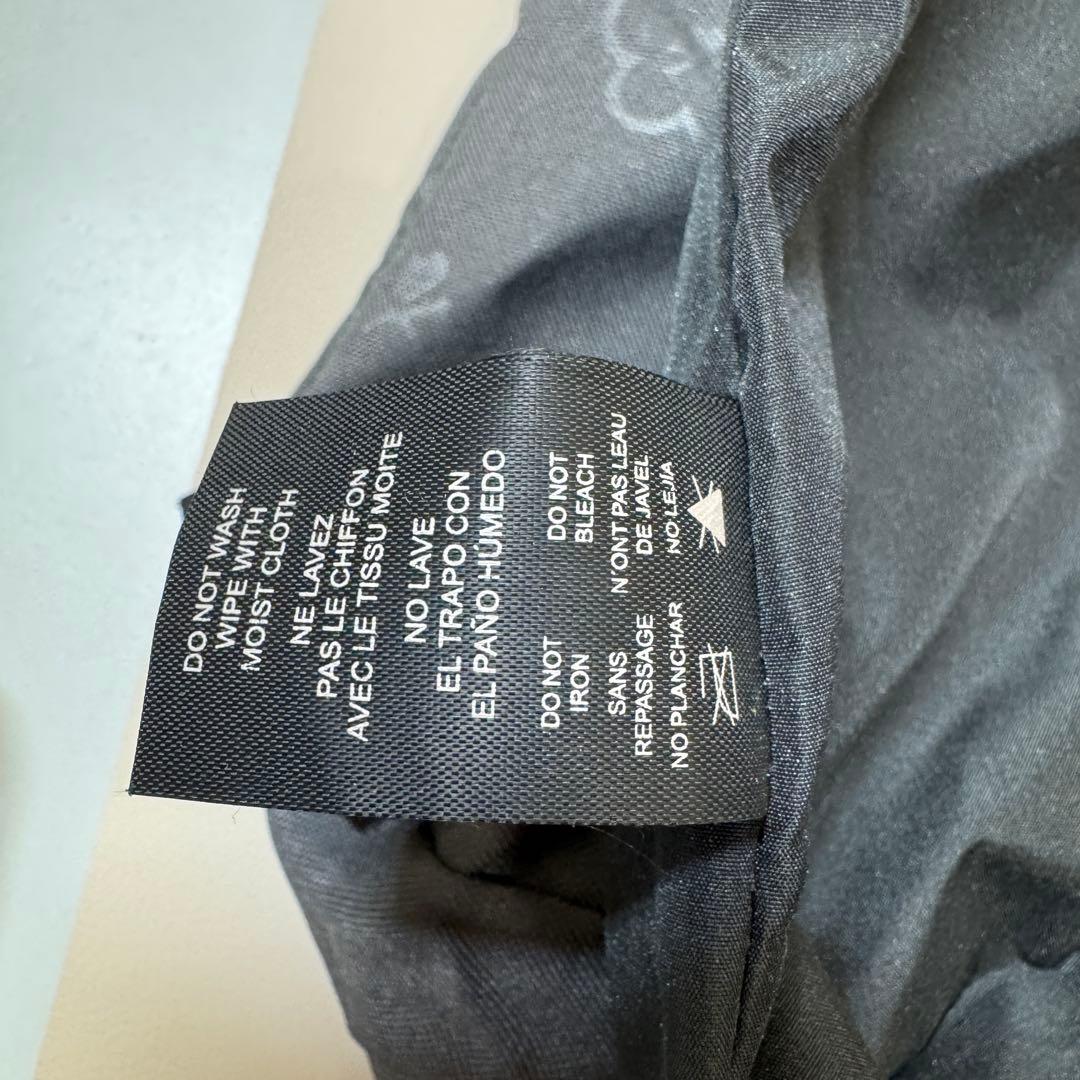 DO NOT WASH
WIPE WITH
MOIST CLOTH
NE LAVEZ
PAS LE CHIFFON
AVEC LE TISSU MOITE
NO LAVE
EL TRAPO CON
EL PAÑO HÚMEDO
DO NOT
IRON
SANS
REPASSAGE
NO PLANCHAR
DO NOT
BLEACH
N'ONT PAS LEAU
DE JAVEL
NO LEJIA